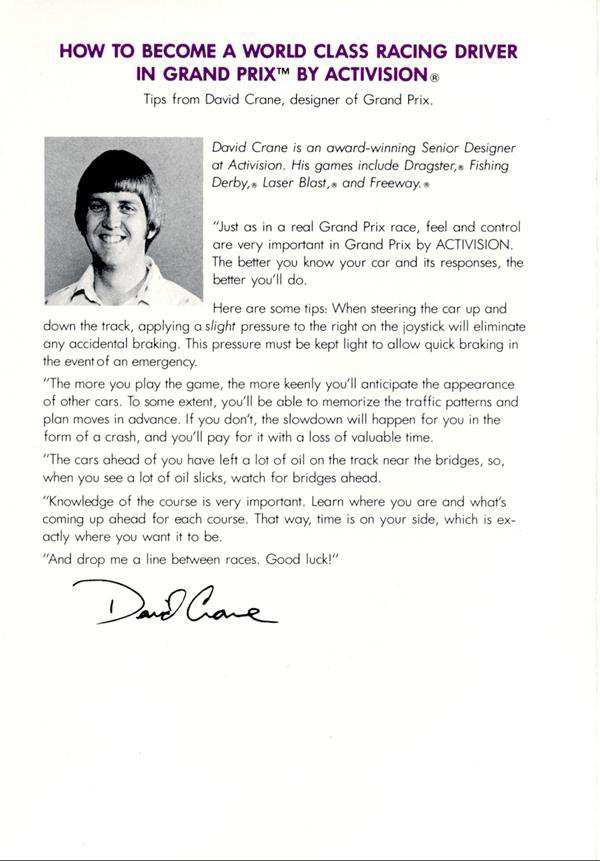 HOW TO BECOME A WORLD CLASS RACING DRIVER
IN GRAND PRIX™ BY ACTIVISION®
Tips from David Crane, designer of Grand Prix.
David Crane is an award-winning Senior Designer
at Activision. His games include Dragster,® Fishing
Derby,® Laser Blast,® and Freeway.®
"Just as in a real Grand Prix race, feel and control
are very important in Grand Prix by ACTIVISION.
The better you know your car and its responses, the
better you'll do.
Here are some tips: When steering the car up and
down the track, applying a slight pressure to the right on the joystick will eliminate
any accidental braking. This pressure must be kept light to allow quick braking in
the event of an emergency.
"The more you play the game, the more keenly you'll anticipate the appearance
of other cars. To some extent, you'll be able to memorize the traffic patterns and
plan moves in advance. If you don't, the slowdown will happen for you in the
form of a crash, and you'll pay for it with a loss of valuable time.
"The cars ahead of you have left a lot of oil on the track near the bridges, so,
when you see a lot of oil slicks, watch for bridges ahead.
"Knowledge of the course is very important. Learn where you are and what's
coming up ahead for each course. That way, time is on your side, which is ex-
actly where you want it to be.
"And drop me a line between races. Good luck!"
David Crane